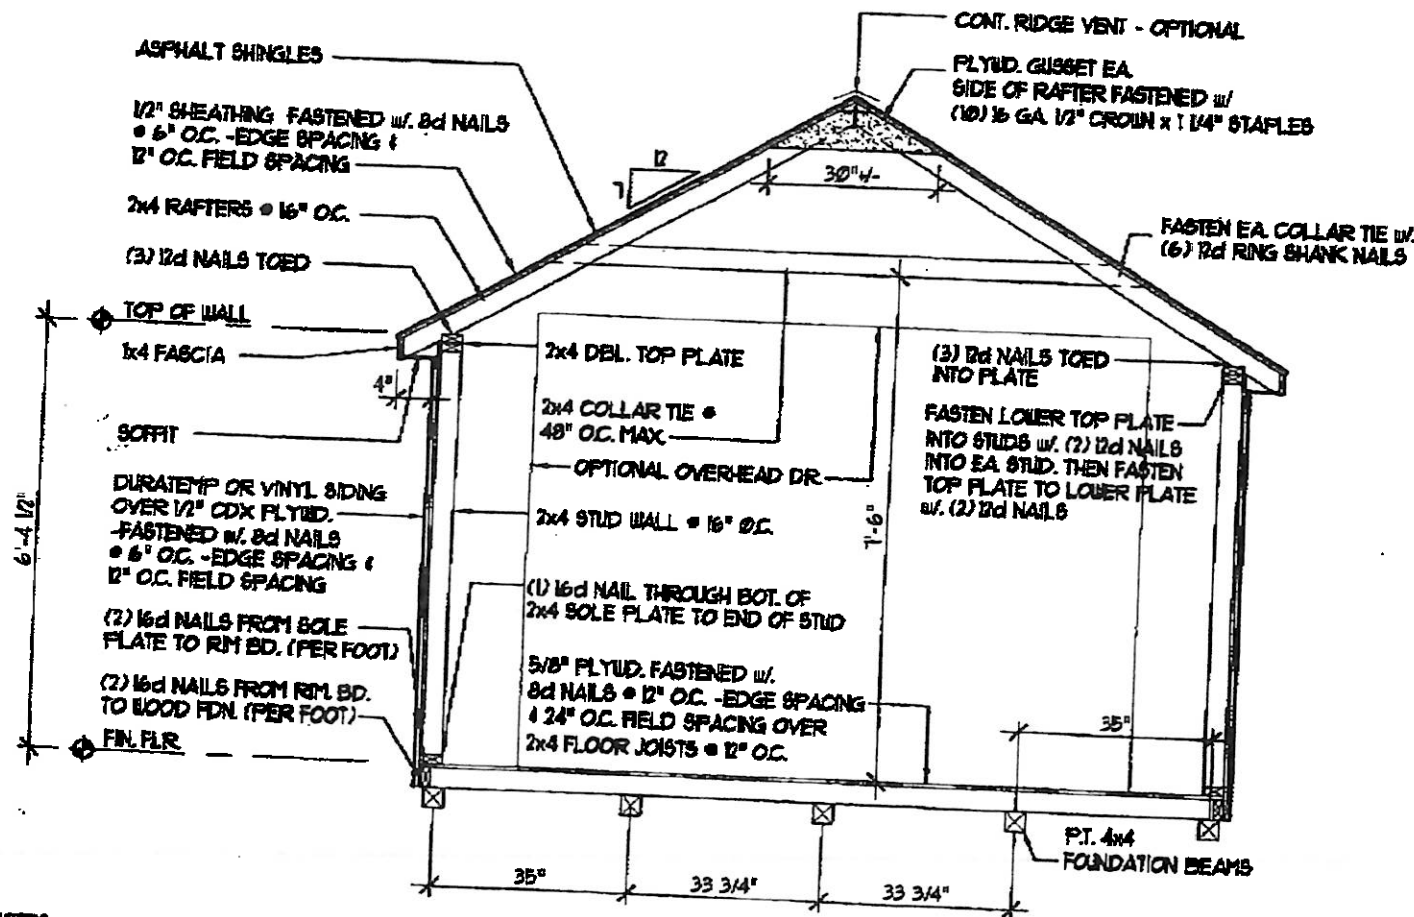 CONT. RIDGE VENT - OPTIONAL
ASPHALT SHINGLES
PLYWD. GUSSET EA.
SIDE OF RAFTER FASTENED w/
(10) 16 GA. 1/2" CROWN x 1 1/4" STAPLES
1/2" SHEATHING FASTENED w/. 8d NAILS
@ 6" O.C. -EDGE SPACING &
12" O.C. FIELD SPACING
12
7
30"+/-
2x4 RAFTERS @ 16" O.C.
FASTEN EA. COLLAR TIE w/.
(6) 12d RING SHANK NAILS
(3) 12d NAILS TOED
TOP OF WALL
1x4 FASCIA
2x4 DBL. TOP PLATE
(3) 12d NAILS TOED
INTO PLATE
4"
2x4 COLLAR TIE @
48" O.C. MAX.
FASTEN LOWER TOP PLATE
INTO STUDS w/. (2) 12d NAILS
INTO EA. STUD. THEN FASTEN
TOP PLATE TO LOWER PLATE
w/. (2) 12d NAILS
SOFFIT
OPTIONAL OVERHEAD DR.
DURATEMP OR VINYL SIDING
OVER 1/2" CDX PLYWD.
-FASTENED w/. 8d NAILS
@ 6" O.C. -EDGE SPACING &
12" O.C. FIELD SPACING
2x4 STUD WALL @ 16" O.C.
7'-6"
6'-4 1/2"
(1) 16d NAIL THROUGH BOT. OF
2x4 SOLE PLATE TO END OF STUD
(2) 16d NAILS FROM SOLE
PLATE TO RIM BD. (PER FOOT)
5/8" PLYWD. FASTENED w/.
8d NAILS @ 12" O.C. -EDGE SPACING
& 24" O.C. FIELD SPACING OVER
2x4 FLOOR JOISTS @ 12" O.C.
(2) 16d NAILS FROM RIM. BD.
TO WOOD FDN. (PER FOOT)
35"
FIN. FLR.
P.T. 4x4
FOUNDATION BEAMS
35"
33 3/4"
33 3/4"